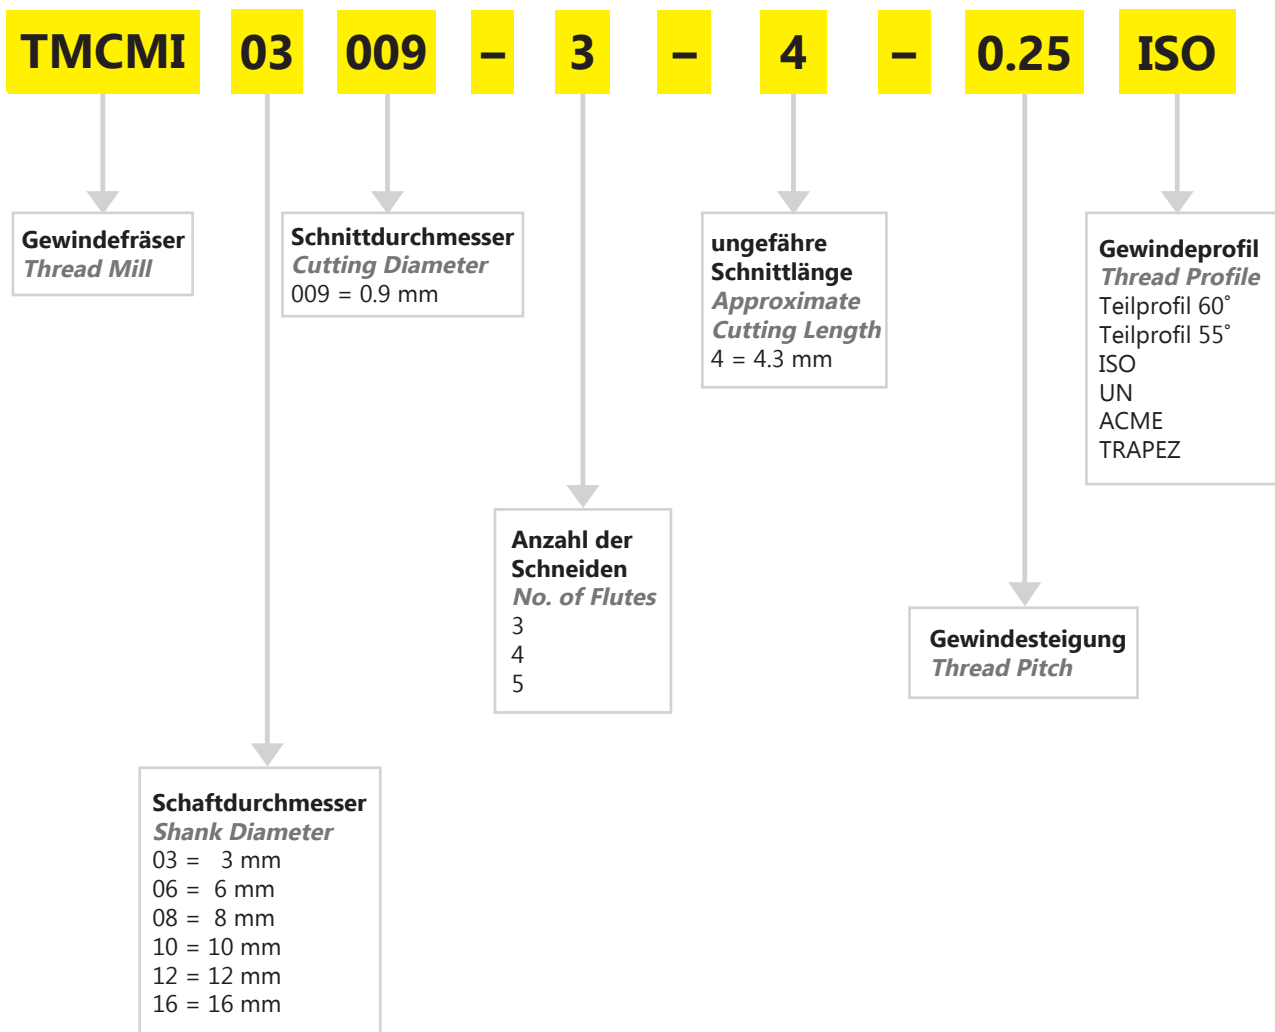 TMCMI 03 009 – 3 – 4 – 0.25 ISO
Gewindefräser
Thread Mill
Schnittdurchmesser
Cutting Diameter
009 = 0.9 mm
ungefähre
Schnittlänge
Approximate
Cutting Length
4 = 4.3 mm
Gewindeprofil
Thread Profile
Teilprofil 60°
Teilprofil 55°
ISO
UN
ACME
TRAPEZ
Anzahl der
Schneiden
No. of Flutes
3
4
5
Gewindesteigung
Thread Pitch
Schaftdurchmesser
Shank Diameter
03 = 3 mm
06 = 6 mm
08 = 8 mm
10 = 10 mm
12 = 12 mm
16 = 16 mm